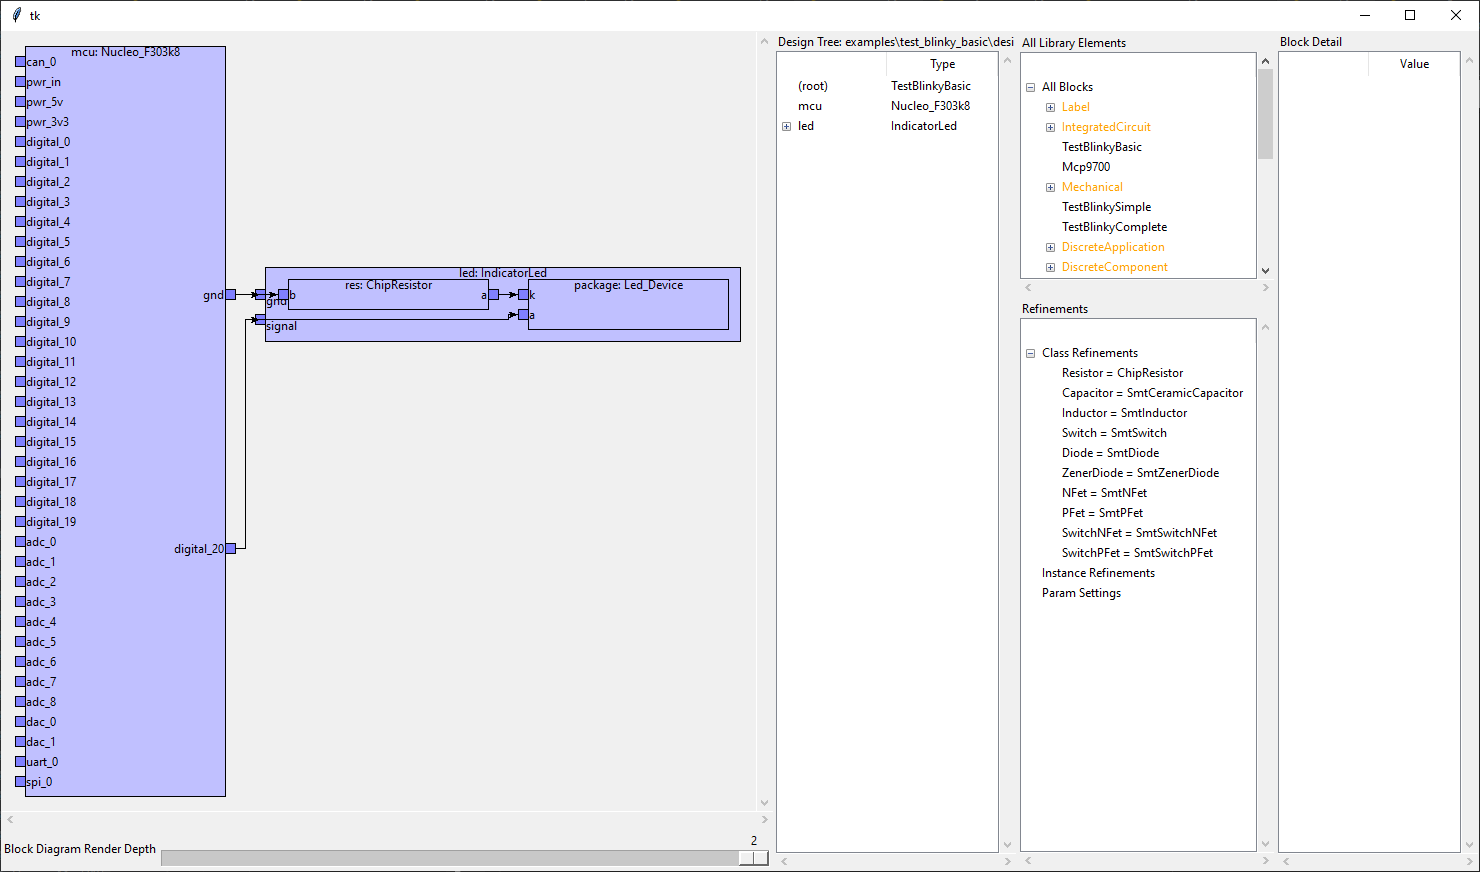 tk
mcu: Nucleo_F303k8
can_0
pwr_in
pwr_5v
pwr_3v3
digital_0
digital_1
digital_2
digital_3
digital_4
digital_5
digital_6
digital_7
digital_8
digital_9
digital_10
digital_11
digital_12
digital_13
digital_14
digital_15
digital_16
digital_17
digital_18
digital_19
adc_0
adc_1
adc_2
adc_3
adc_4
adc_5
adc_6
adc_7
adc_8
dac_0
dac_1
uart_0
spi_0
gnd
digital_20
led: IndicatorLed
gnd
signal
res: ChipResistor
b
a
package: Led_Device
k
a
2
Block Diagram Render Depth
Design Tree: examples\test_blinky_basic\desi
Type
(root) TestBlinkyBasic
mcu Nucleo_F303k8
led IndicatorLed
All Library Elements
All Blocks
Label
IntegratedCircuit
TestBlinkyBasic
Mcp9700
Mechanical
TestBlinkySimple
TestBlinkyComplete
DiscreteApplication
DiscreteComponent
Refinements
Class Refinements
Resistor = ChipResistor
Capacitor = SmtCeramicCapacitor
Inductor = SmtInductor
Switch = SmtSwitch
Diode = SmtDiode
ZenerDiode = SmtZenerDiode
NFet = SmtNFet
PFet = SmtPFet
SwitchNFet = SmtSwitchNFet
SwitchPFet = SmtSwitchPFet
Instance Refinements
Param Settings
Block Detail
Value